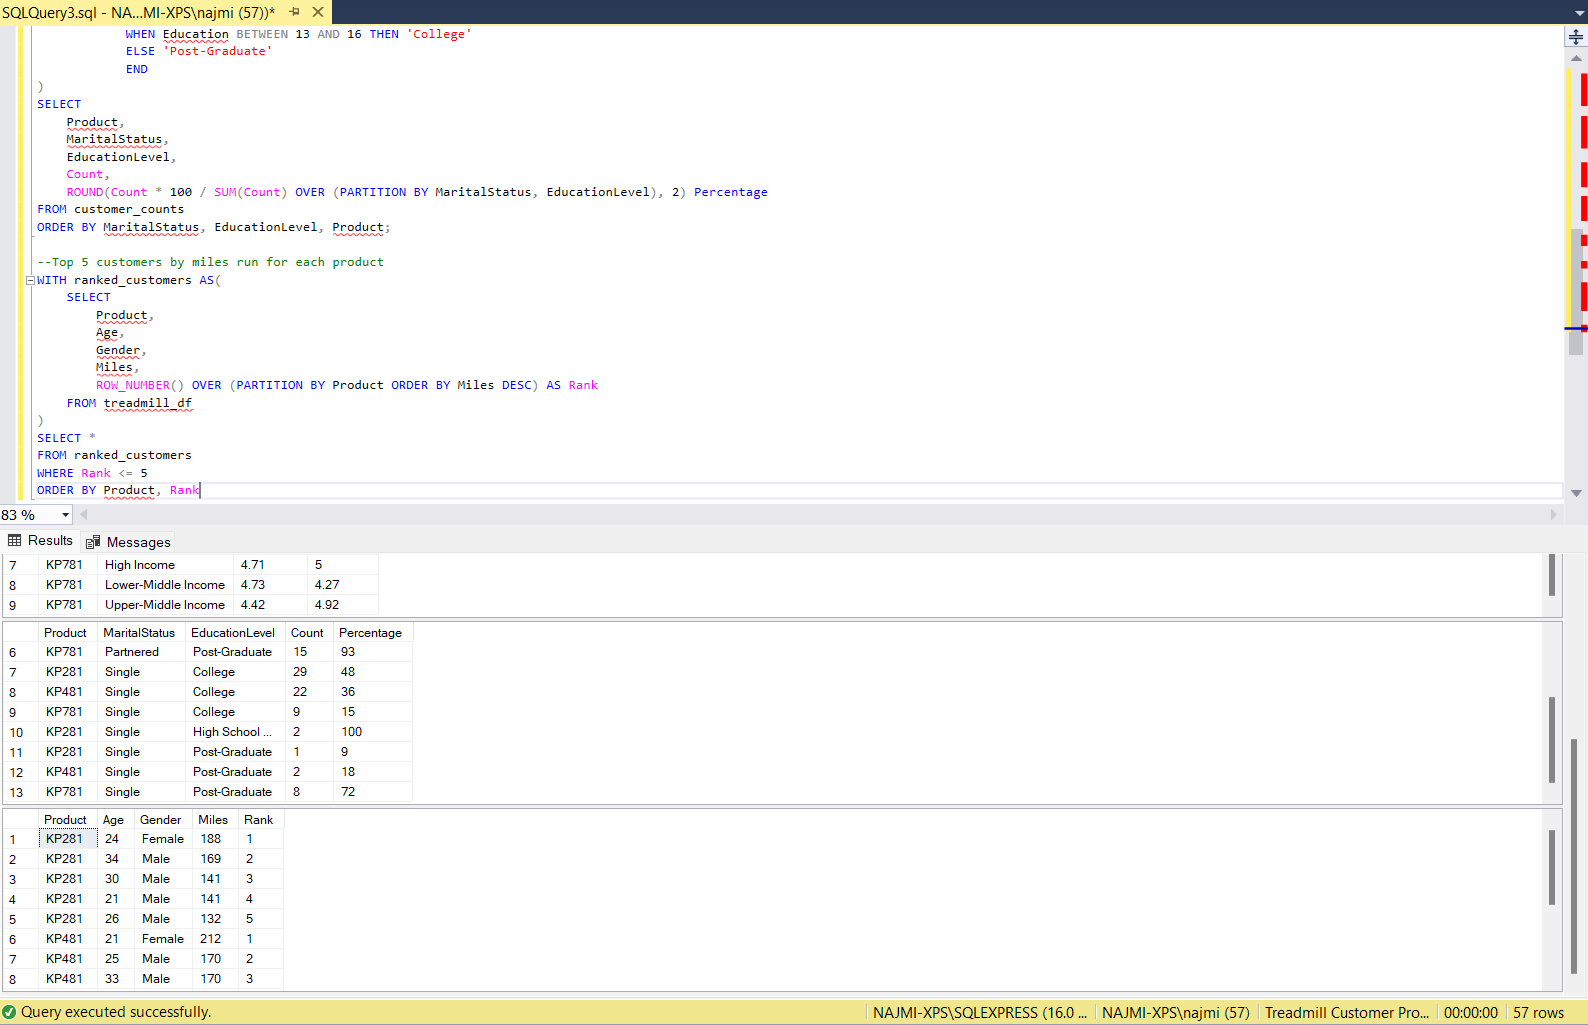 SQLQuery3.sql - NA...MI-XPS\najmi (57))*
WHEN Education BETWEEN 13 AND 16 THEN 'College'
ELSE 'Post-Graduate'
END
)
SELECT
Product,
MaritalStatus,
EducationLevel,
Count,
ROUND(Count * 100 / SUM(Count) OVER (PARTITION BY MaritalStatus, EducationLevel), 2) Percentage
FROM customer_counts
ORDER BY MaritalStatus, EducationLevel, Product;
--Top 5 customers by miles run for each product
WITH ranked_customers AS(
SELECT
Product,
Age,
Gender,
Miles,
ROW_NUMBER() OVER (PARTITION BY Product ORDER BY Miles DESC) AS Rank
FROM treadmill_df
)
SELECT *
FROM ranked_customers
WHERE Rank <= 5
ORDER BY Product, Rank
83 %
Results Messages
7 KP781 High Income 4.71 5
8 KP781 Lower-Middle Income 4.73 4.27
9 KP781 Upper-Middle Income 4.42 4.92
Product MaritalStatus EducationLevel Count Percentage
6 KP781 Partnered Post-Graduate 15 93
7 KP281 Single College 29 48
8 KP481 Single College 22 36
9 KP781 Single College 9 15
10 KP281 Single High School ... 2 100
11 KP281 Single Post-Graduate 1 9
12 KP481 Single Post-Graduate 2 18
13 KP781 Single Post-Graduate 8 72
Product Age Gender Miles Rank
1 KP281 24 Female 188 1
2 KP281 34 Male 169 2
3 KP281 30 Male 141 3
4 KP281 21 Male 141 4
5 KP281 26 Male 132 5
6 KP481 21 Female 212 1
7 KP481 25 Male 170 2
8 KP481 33 Male 170 3
Query executed successfully. NAJMI-XPS\SQLEXPRESS (16.0 ... NAJMI-XPS\najmi (57) Treadmill Customer Pro... 00:00:00 57 rows